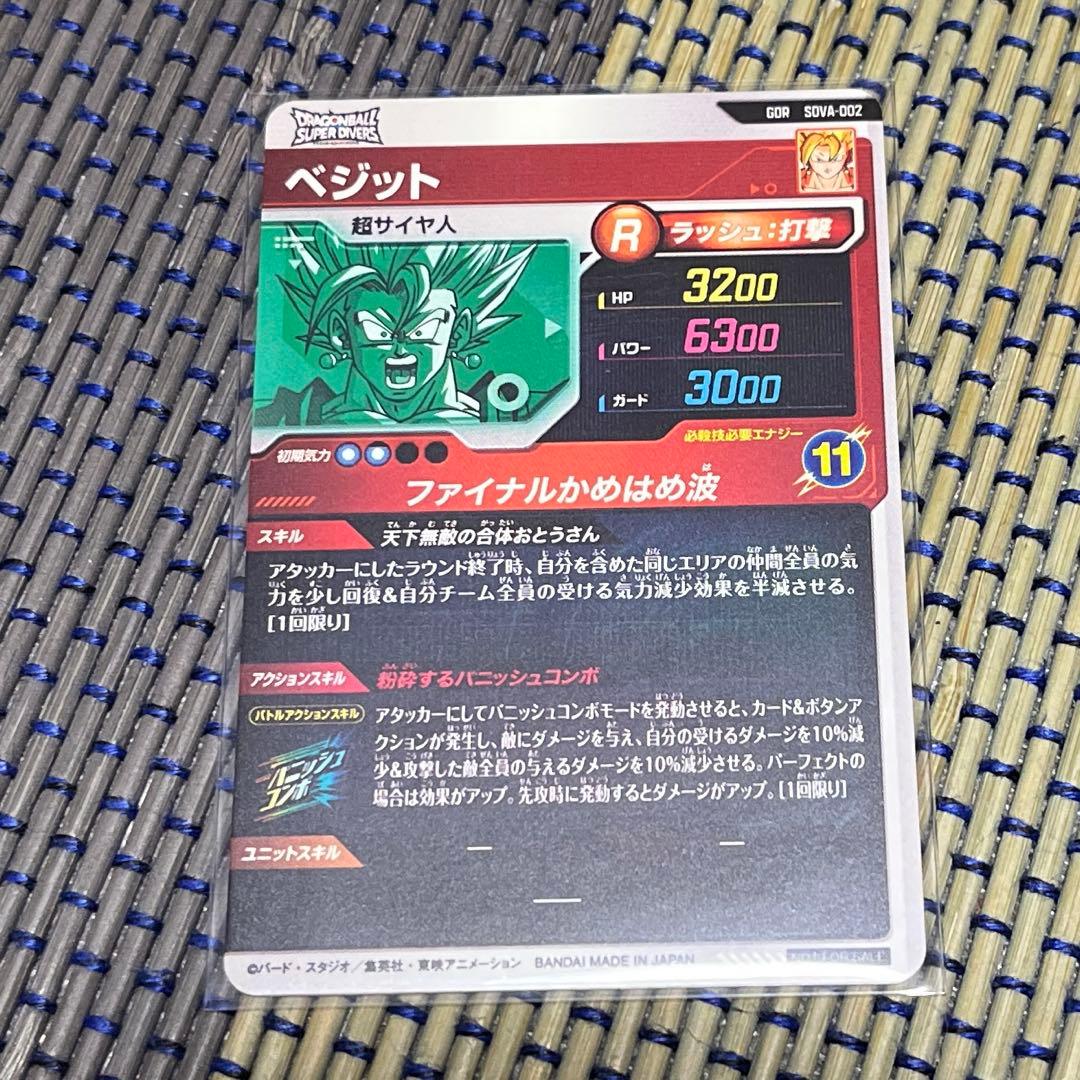 DRAGONBALL
SUPER DIVERS
GDR SDVA-002
ベジット
超サイヤ人
R ラッシュ:打撃
HP 3200
パワー 6300
ガード 3000
初期気力
必殺技必要エナジー
11
ファイナルかめはめ波
スキル 天下無敵の合体おとうさん
アタッカーにしたラウンド終了時、自分を含めた同じエリアの仲間全員の気
力を少し回復&自分チーム全員の受ける気力減少効果を半減させる。
[1回限り]
アクションスキル 粉砕するバニッシュコンボ
バトルアクションスキル
アタッカーにしてバニッシュコンボモードを発動させると、カード&ボタンア
クションが発生し、敵にダメージを与え、自分の受けるダメージを10%減
少&攻撃した敵全員の与えるダメージを10%減少させる。パーフェクトの
場合は効果がアップ。先攻時に発動するとダメージがアップ。[1回限り]
バニッシュ
コンボ
ユニットスキル — —
—
©バード・スタジオ/集英社・東映アニメーション BANDAI MADE IN JAPAN
NOT FOR SALE